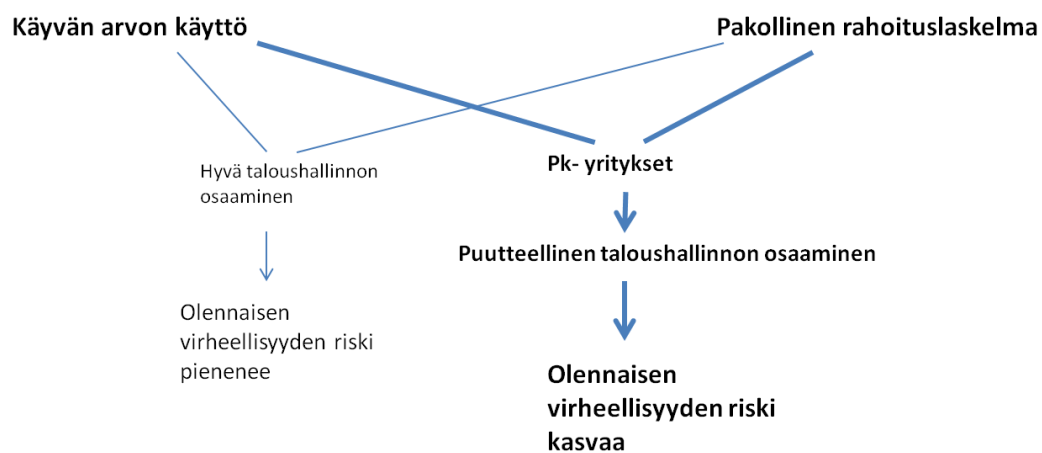 Käyvän arvon käyttö
Pakollinen rahoituslaskelma
Hyvä taloushallinnon
osaaminen
Pk- yritykset
Puutteellinen taloushallinnon osaaminen
Olennaisen
virheellisyyden riski
pienenee
Olennaisen
virheellisyyden riski
kasvaa